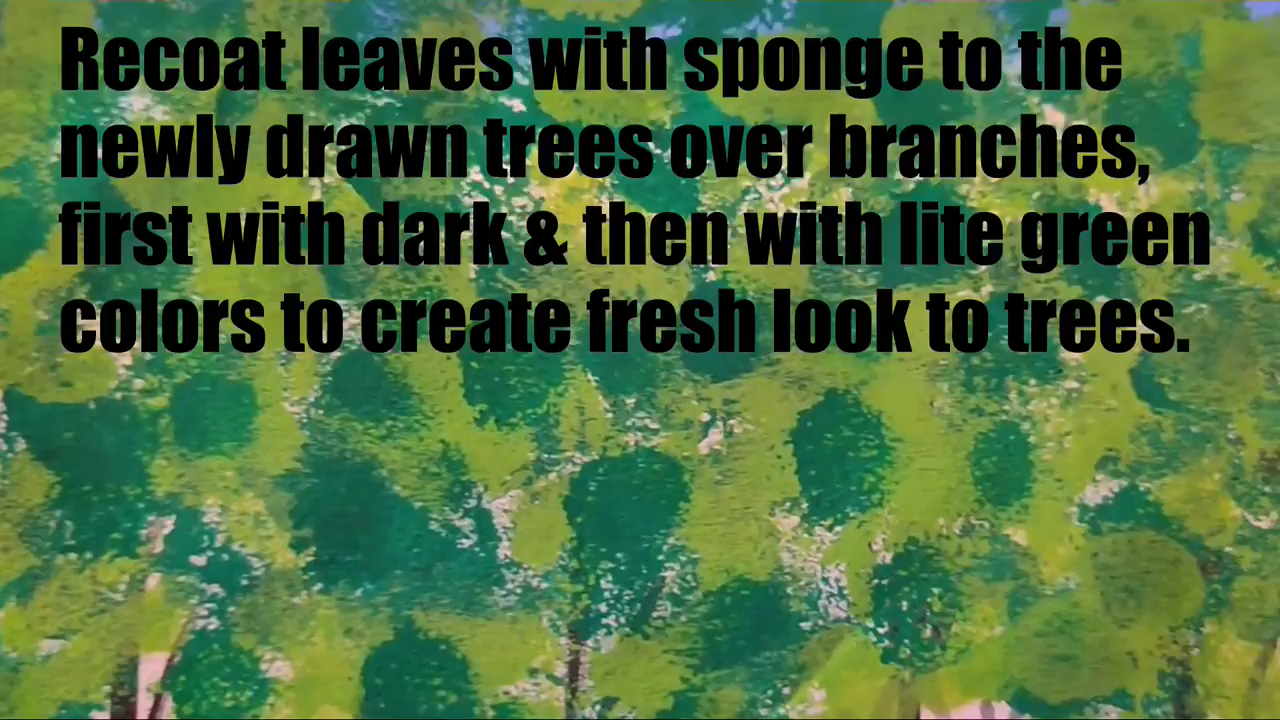 Recoat leaves with sponge to the
newly drawn trees over branches,
first with dark & then with lite green
colors to create fresh look to trees.